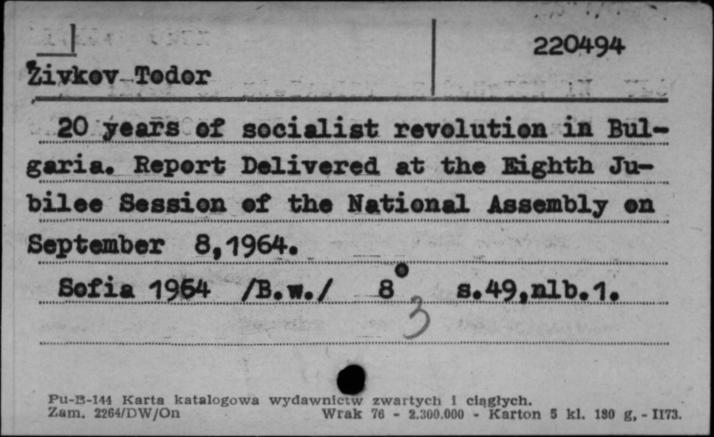 220494
Živkov Todor
20 years of socialist revolution in Bul-
garia. Report Delivered at the Eighth Ju-
bilee Session of the National Assembly on
September 8,1964.
Sofia 1964 /B.w./ 8° s.49,nlb.1.
3
Pu-B-144 Karta katalogowa wydawnictw zwartych i ciągłych.
Zam. 2264/DW/On Wrak 76 - 2.300.000 - Karton 5 kl. 180 g. - II73.